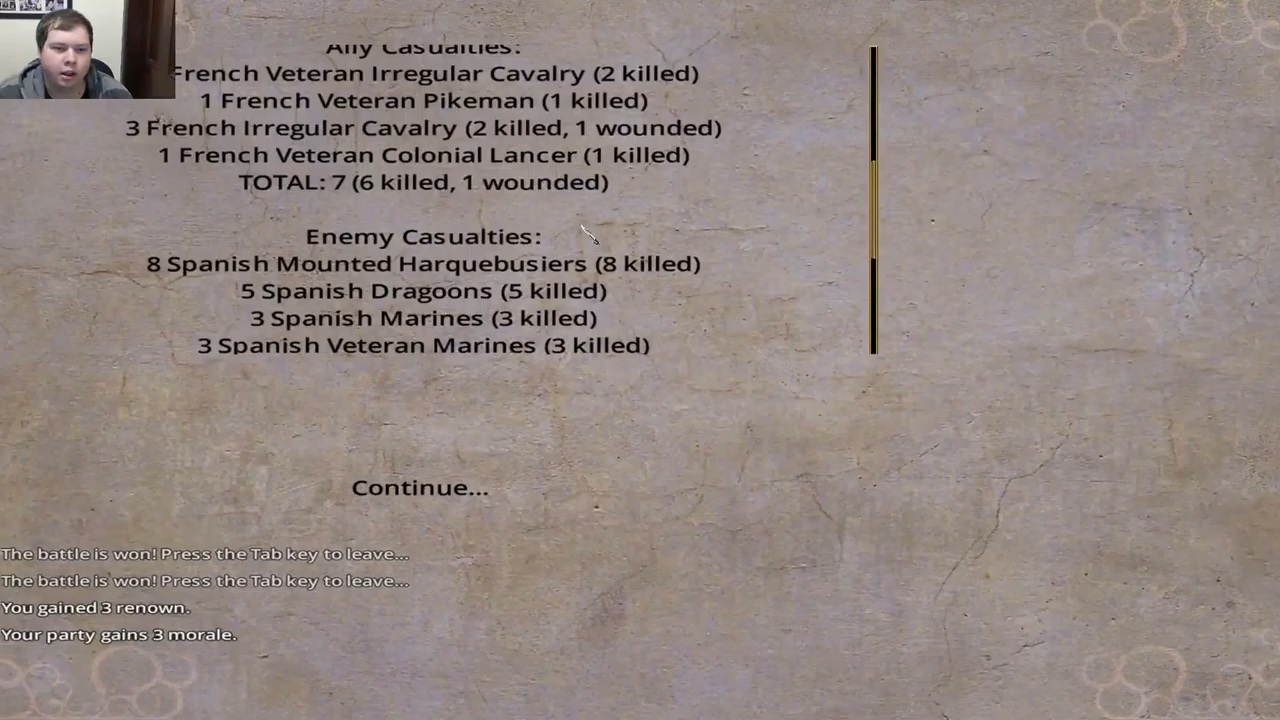 Ally Casualties:
French Veteran Irregular Cavalry (2 killed)
1 French Veteran Pikeman (1 killed)
3 French Irregular Cavalry (2 killed, 1 wounded)
1 French Veteran Colonial Lancer (1 killed)
TOTAL: 7 (6 killed, 1 wounded)
Enemy Casualties:
8 Spanish Mounted Harquebusiers (8 killed)
5 Spanish Dragoons (5 killed)
3 Spanish Marines (3 killed)
3 Spanish Veteran Marines (3 killed)
Continue...
The battle is won! Press the Tab key to leave...
The battle is won! Press the Tab key to leave...
You gained 3 renown.
Your party gains 3 morale.